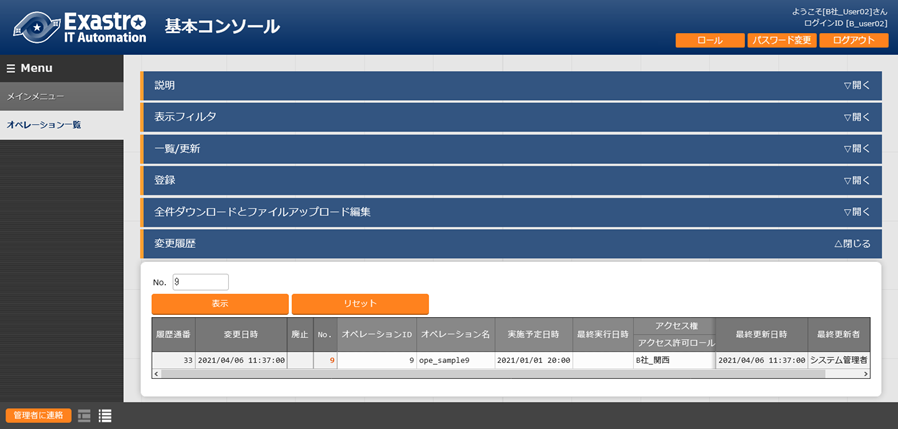 Exastro
IT Automation
基本コンソール
ようこそ[B社_User02]さん
ログインID [B_user02]
ロール
パスワード変更
ログアウト
Menu
メインメニュー
オペレーション一覧
説明
▽開く
表示フィルタ
▽開く
一覧/更新
▽開く
登録
▽開く
全件ダウンロードとファイルアップロード編集
▽開く
変更履歴
△閉じる
No. 9
表示
リセット
履歴通番 変更日時 廃止 No. オペレーションID オペレーション名 実施予定日時 最終実行日時 アクセス権 最終更新日時 最終更新者
アクセス許可ロール
33 2021/04/06 11:37:00 9 9 ope_sample9 2021/01/01 20:00 B社_関西 2021/04/06 11:37:00 システム管理者
管理者に連絡